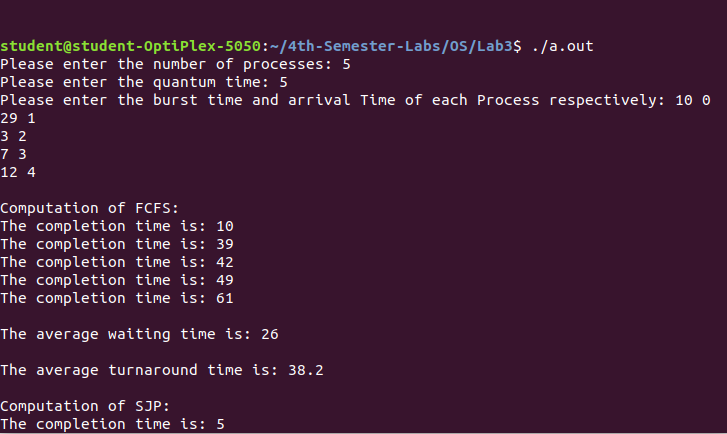 student@student-OptiPlex-5050:~/4th-Semester-Labs/OS/Lab3$ ./a.out
Please enter the number of processes: 5
Please enter the quantum time: 5
Please enter the burst time and arrival Time of each Process respectively: 10 0
29 1
3 2
7 3
12 4
Computation of FCFS:
The completion time is: 10
The completion time is: 39
The completion time is: 42
The completion time is: 49
The completion time is: 61
The average waiting time is: 26
The average turnaround time is: 38.2
Computation of SJP:
The completion time is: 5